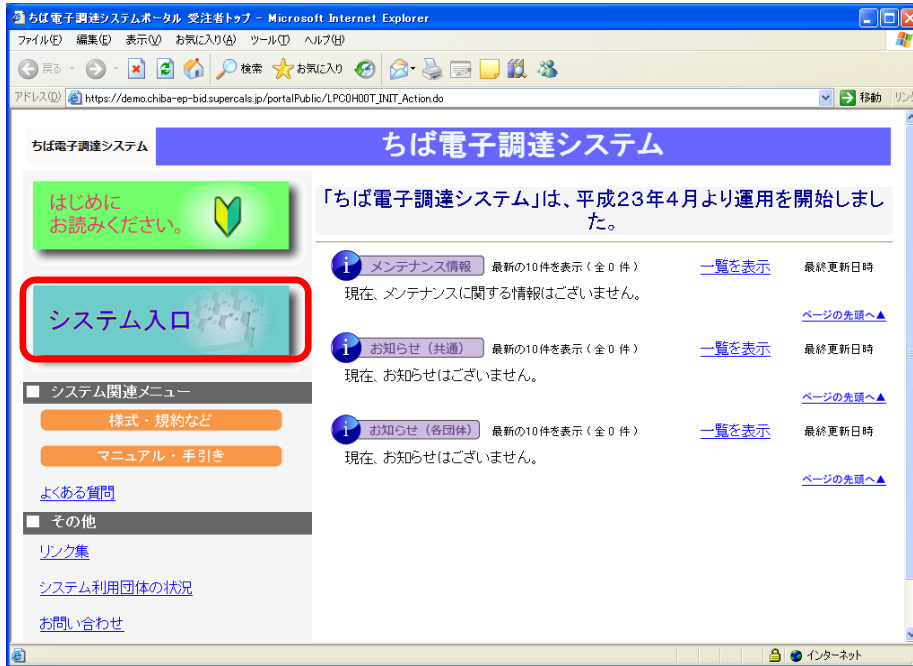 ちば電子調達システムポータル 受注者トップ - Microsoft Internet Explorer
ファイル(F) 編集(E) 表示(V) お気に入り(A) ツール(T) ヘルプ(H)
戻る 検索 お気に入り
アドレス(D) https://demo.chiba-ep-bid.supercals.jp/portalPublic/LPC0H00T_INIT_Action.do 移動 リンク
ちば電子調達システム
ちば電子調達システム
はじめに
お読みください。
システム入口
■ システム関連メニュー
様式・規約など
マニュアル・手引き
よくある質問
■ その他
リンク集
システム利用団体の状況
お問い合わせ
「ちば電子調達システム」は、平成23年4月より運用を開始しまし
た。
メンテナンス情報 最新の10件を表示(全0件) 一覧を表示 最終更新日時
現在、メンテナンスに関する情報はございません。
ページの先頭へ▲
お知らせ(共通) 最新の10件を表示(全0件) 一覧を表示 最終更新日時
現在、お知らせはございません。
ページの先頭へ▲
お知らせ(各団体) 最新の10件を表示(全0件) 一覧を表示 最終更新日時
現在、お知らせはございません。
ページの先頭へ▲
インターネット